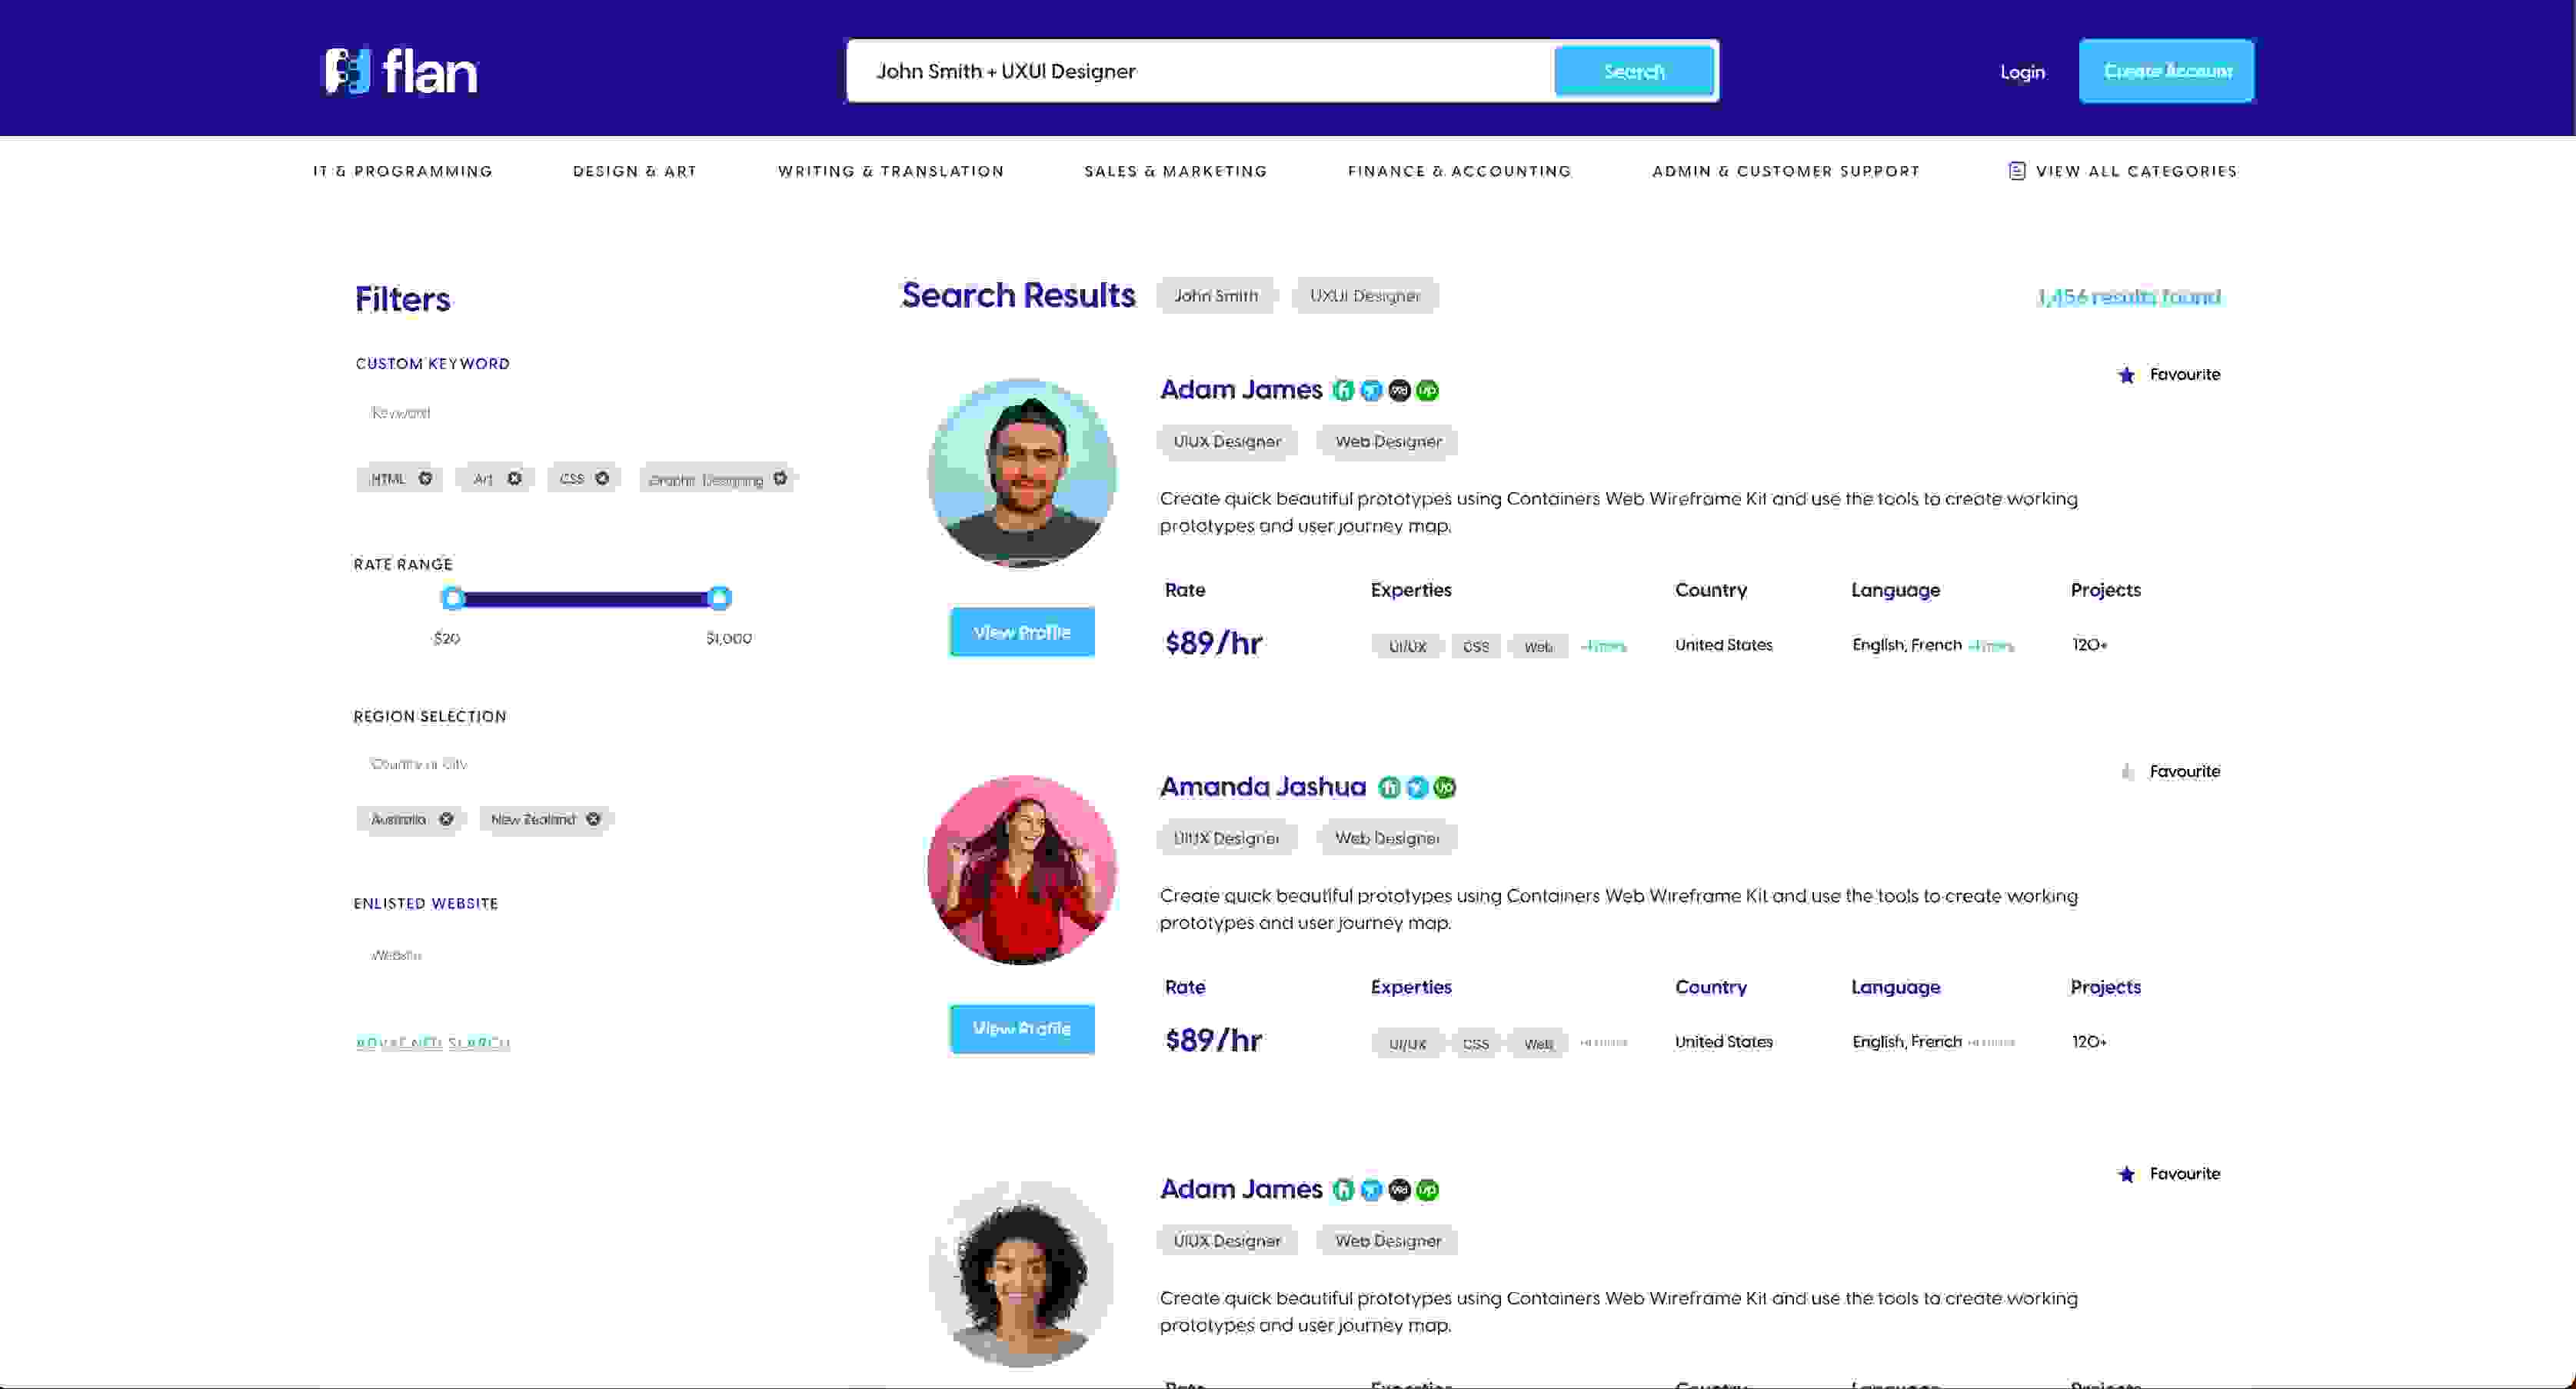 flan
John Smith + UXUI Designer
Search
Login
Create Account
IT & PROGRAMMING
DESIGN & ART
WRITING & TRANSLATION
SALES & MARKETING
FINANCE & ACCOUNTING
ADMIN & CUSTOMER SUPPORT
VIEW ALL CATEGORIES
Filters
CUSTOM KEYWORD
Keyword
HTML
Art
CSS
Graphic Designing
RATE RANGE
$20
$1,000
REGION SELECTION
Country or City
Australia
New Zealand
ENLISTED WEBSITE
Website
ADVANCED SEARCH
Search Results
John Smith
UXUI Designer
1,456 results found
Adam James
fi
99d
up
Favourite
UIUX Designer
Web Designer
Create quick beautiful prototypes using Containers Web Wireframe Kit and use the tools to create working
prototypes and user journey map.
View Profile
Rate
Experties
Country
Language
Projects
$89/hr
UI/UX
CSS
Web
United States
English, French
120+
Amanda Jashua
fi
up
Favourite
UIUX Designer
Web Designer
Create quick beautiful prototypes using Containers Web Wireframe Kit and use the tools to create working
prototypes and user journey map.
View Profile
Rate
Experties
Country
Language
Projects
$89/hr
UI/UX
CSS
Web
United States
English, French
120+
Adam James
fi
99d
up
Favourite
UIUX Designer
Web Designer
Create quick beautiful prototypes using Containers Web Wireframe Kit and use the tools to create working
prototypes and user journey map.
Rate
Experties
Country
Language
Projects